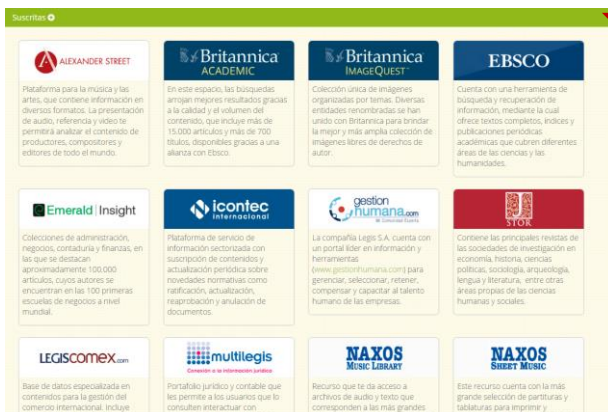 Suscritas
ALEXANDER STREET
Plataforma para la música y las
artes, que contiene información en
diversos formatos. La presentación
de audio, referencia y video te
permitirá analizar el contenido de
productores, compositores y
editores de todo el mundo.
Britannica
ACADEMIC
En este espacio, las búsquedas
arrojan mejores resultados gracias
a la calidad y el volumen del
contenido, que incluye más de
15.000 artículos y más de 700
títulos, disponibles gracias a una
alianza con Ebsco.
Britannica
IMAGEQUEST
Colección única de imágenes
organizadas por temas. Diversas
entidades renombradas se han
unido con Britannica para brindar
la mejor y más amplia colección de
imágenes libres de derechos de
autor.
EBSCO
Cuenta con una herramienta de
búsqueda y recuperación de
información, mediante la cual
ofrece textos completos, índices y
publicaciones periódicas
académicas que cubren diferentes
áreas de las ciencias y las
humanidades.
Emerald Insight
Colecciones de administración,
negocios, contaduría y finanzas, en
las que se destacan
aproximadamente 100.000
artículos, cuyos autores se
encuentran en las 100 primeras
escuelas de negocios a nivel
mundial.
icontec
internacional
Plataforma de servicio de
información sectorizada con
suscripción de contenidos y
actualización periódica sobre
novedades normativas como
ratificación, actualización,
reaprobación y anulación de
documentos.
gestion
humana.com
La compañía Legis S.A. cuenta con
un portal líder en información y
herramientas
(www.gestionhumana.com) para
gerenciar, seleccionar, retener,
compensar y capacitar al talento
humano de las empresas.
JSTOR
Contiene las principales revistas de
las sociedades de investigación en
economía, historia, ciencias
políticas, sociología, arqueología,
lengua y literatura, entre otras
áreas propias de las ciencias
humanas y sociales.
LEGISCOMEX.com
Base de datos especializada en
contenidos para la gestión del
comercio internacional. Incluye
multilegis
Conexión a la información jurídica
Portafolio jurídico y contable que
les permite a los usuarios que lo
consulten interactuar con
NAXOS
MUSIC LIBRARY
Recurso que te da acceso a
archivos de audio y texto que
corresponden a las más grandes
NAXOS
SHEET MUSIC
Este recurso cuenta con la más
grande selección de partituras y
tablaturas para imprimir y